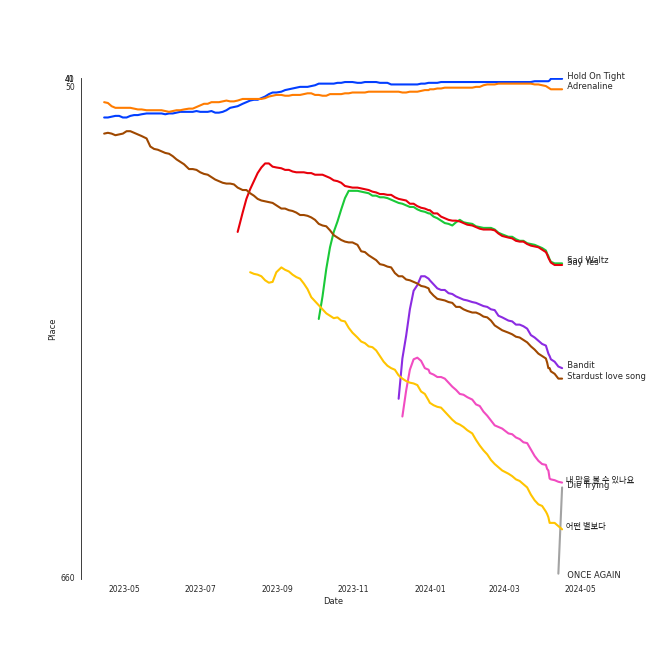 50
Hold On Tight
Adrenaline
Sad Waltz
Say Yes
Bandit
Stardust love song
내 맘을 볼 수 있나요
Die Trying
어떤 별보다
ONCE AGAIN
660
Place
2023-05
2023-07
2023-09
2023-11
2024-01
2024-03
2024-05
Date